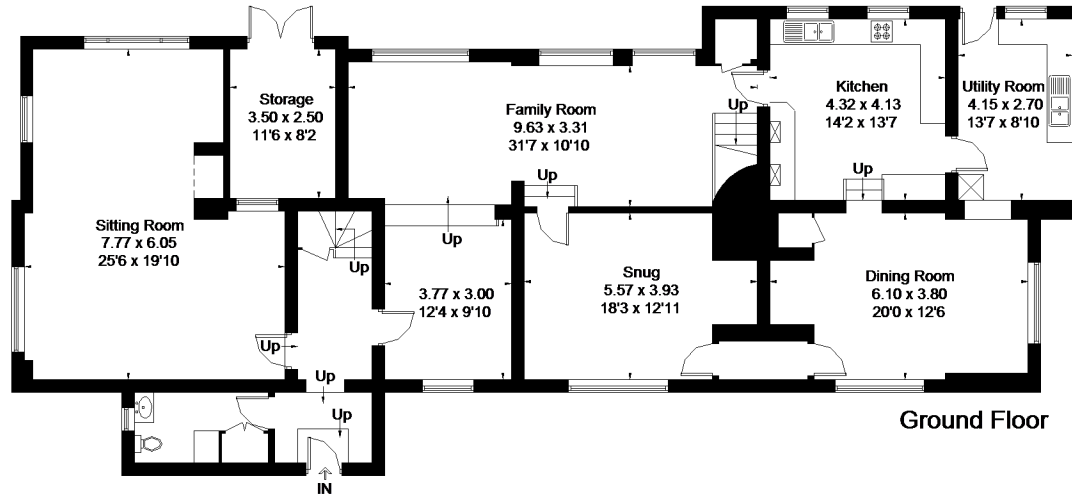 Storage
3.50 x 2.50
11'6 x 8'2
Family Room
9.63 x 3.31
31'7 x 10'10
Up
Kitchen
4.32 x 4.13
14'2 x 13'7
Utility Room
4.15 x 2.70
13'7 x 8'10
Up
Up
Sitting Room
7.77 x 6.05
25'6 x 19'10
Up
Up
3.77 x 3.00
12'4 x 9'10
Snug
5.57 x 3.93
18'3 x 12'11
Dining Room
6.10 x 3.80
20'0 x 12'6
Up
Up
Up
Ground Floor
IN